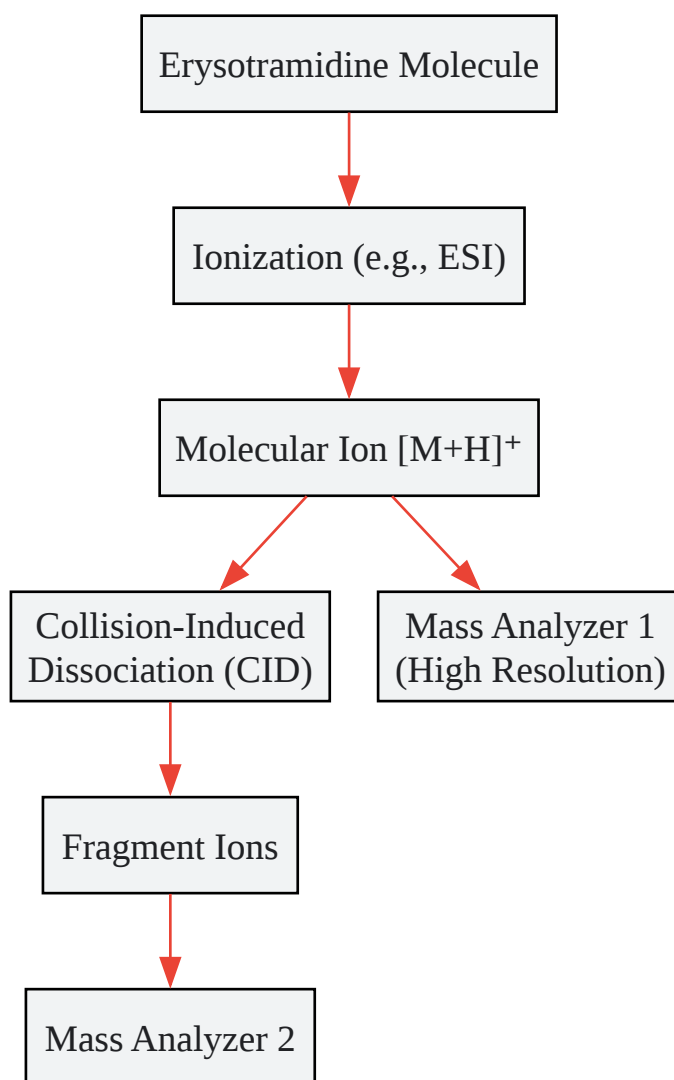 Erysotramidine Molecule
Ionization (e.g., ESI)
Molecular Ion [M+H]⁺
Collision-Induced
Dissociation (CID)
Mass Analyzer 1
(High Resolution)
Fragment Ions
Mass Analyzer 2